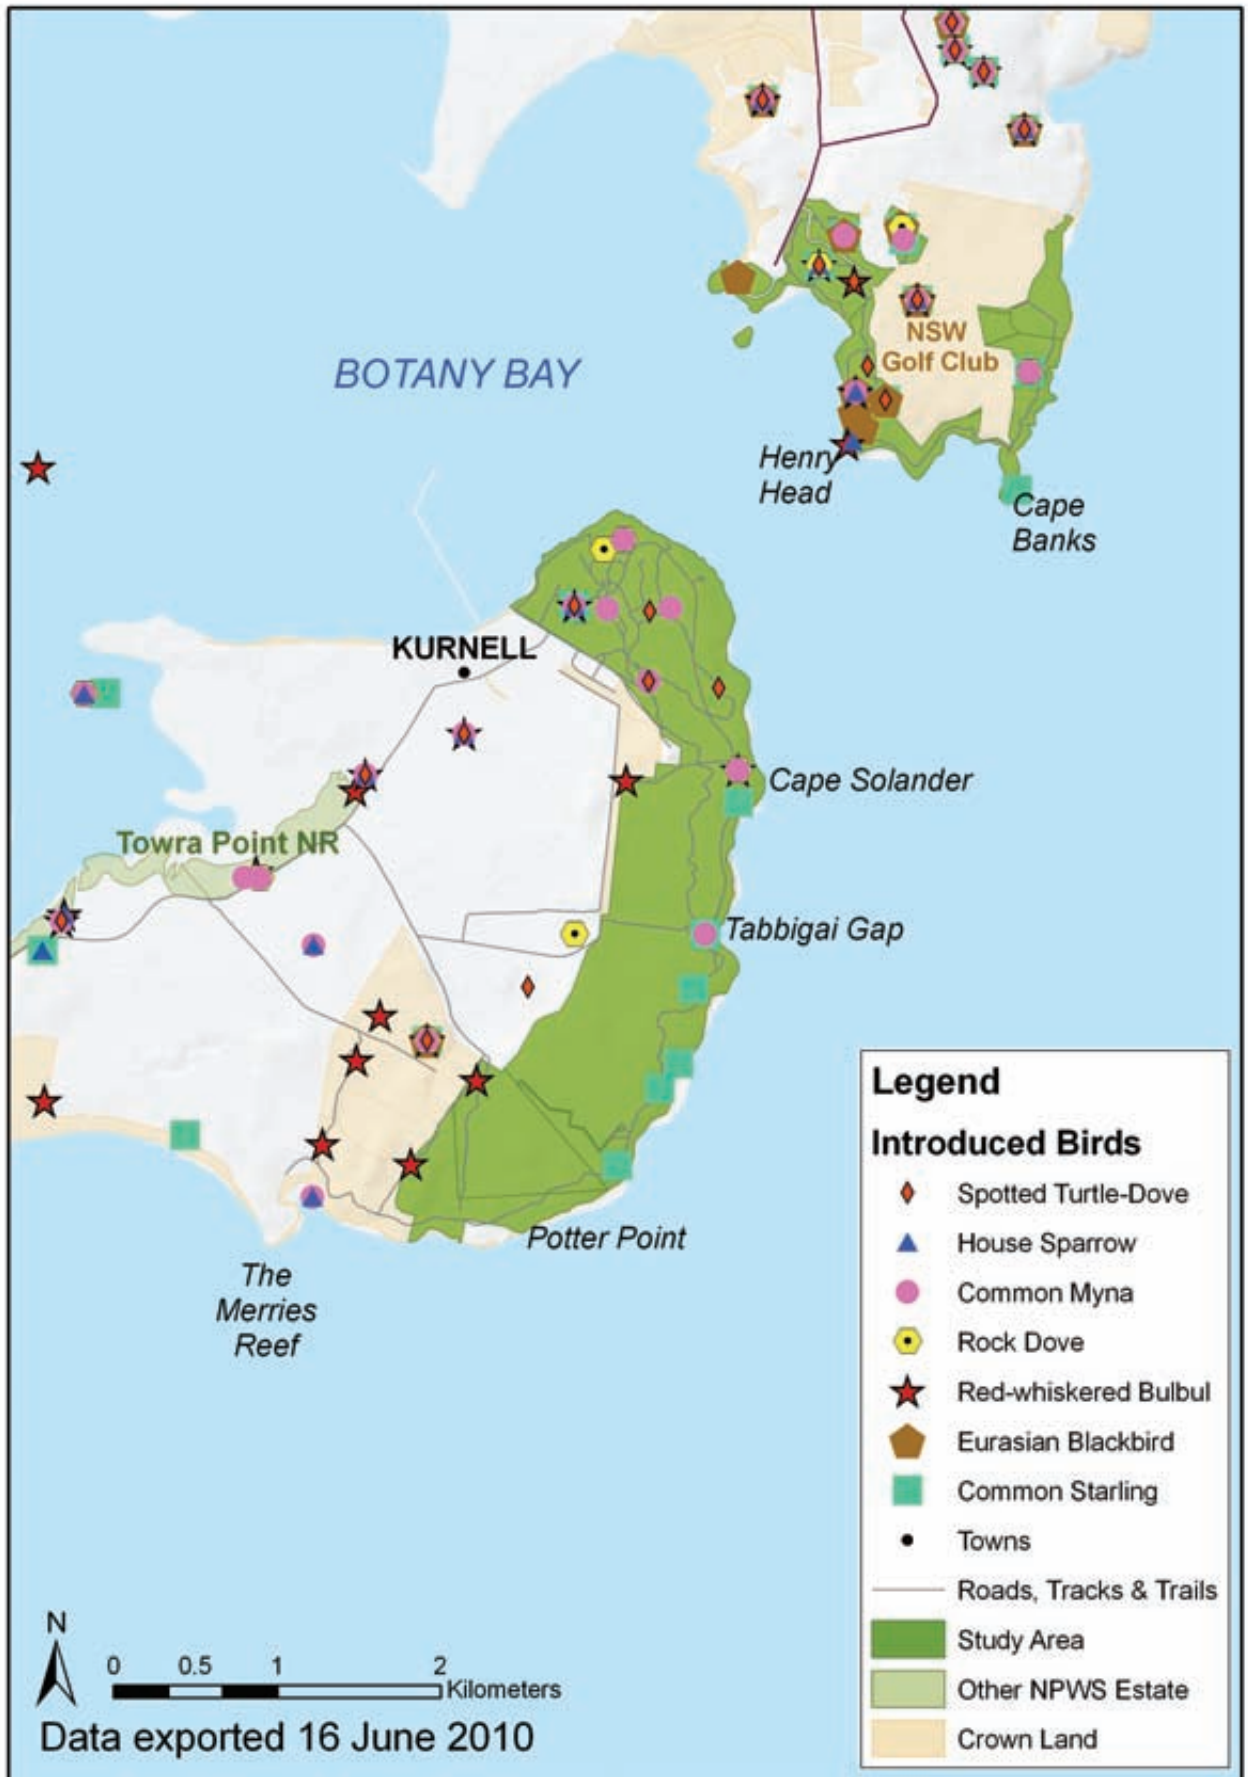 BOTANY BAY
NSW
Golf Club
Henry
Head
Cape
Banks
KURNELL
Cape Solander
Towra Point NR
Tabbigai Gap
Potter Point
The
Merries
Reef
Legend
Introduced Birds
Spotted Turtle-Dove
House Sparrow
Common Myna
Rock Dove
Red-whiskered Bulbul
Eurasian Blackbird
Common Starling
Towns
Roads, Tracks & Trails
Study Area
Other NPWS Estate
Crown Land
N
0 0.5 1 2
Kilometers
Data exported 16 June 2010